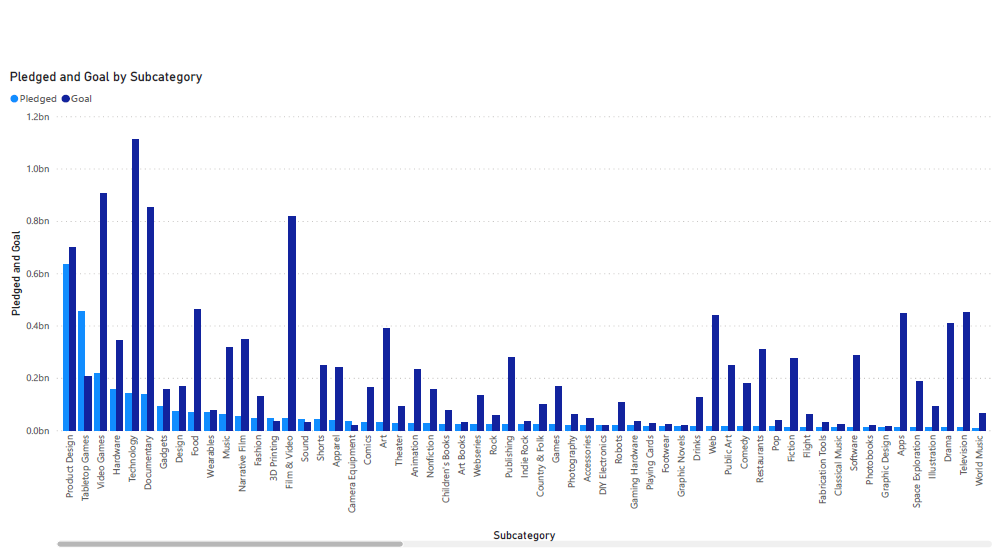 Pledged and Goal by Subcategory
Pledged Goal
1.2bn
1.0bn
0.8bn
0.6bn
0.4bn
0.2bn
0.0bn
Pledged and Goal
Product Design
Tabletop Games
Video Games
Hardware
Technology
Documentary
Gadgets
Design
Food
Wearables
Music
Narrative Film
Fashion
3D Printing
Film & Video
Sound
Shorts
Apparel
Camera Equipment
Comics
Art
Theater
Animation
Nonfiction
Children's Books
Art Books
Webseries
Rock
Publishing
Indie Rock
Country & Folk
Games
Photography
Accessories
DIY Electronics
Robots
Gaming Hardware
Playing Cards
Footwear
Graphic Novels
Drinks
Web
Public Art
Comedy
Restaurants
Pop
Fiction
Flight
Fabrication Tools
Classical Music
Software
Photobooks
Graphic Design
Apps
Space Exploration
Illustration
Drama
Television
World Music
Subcategory